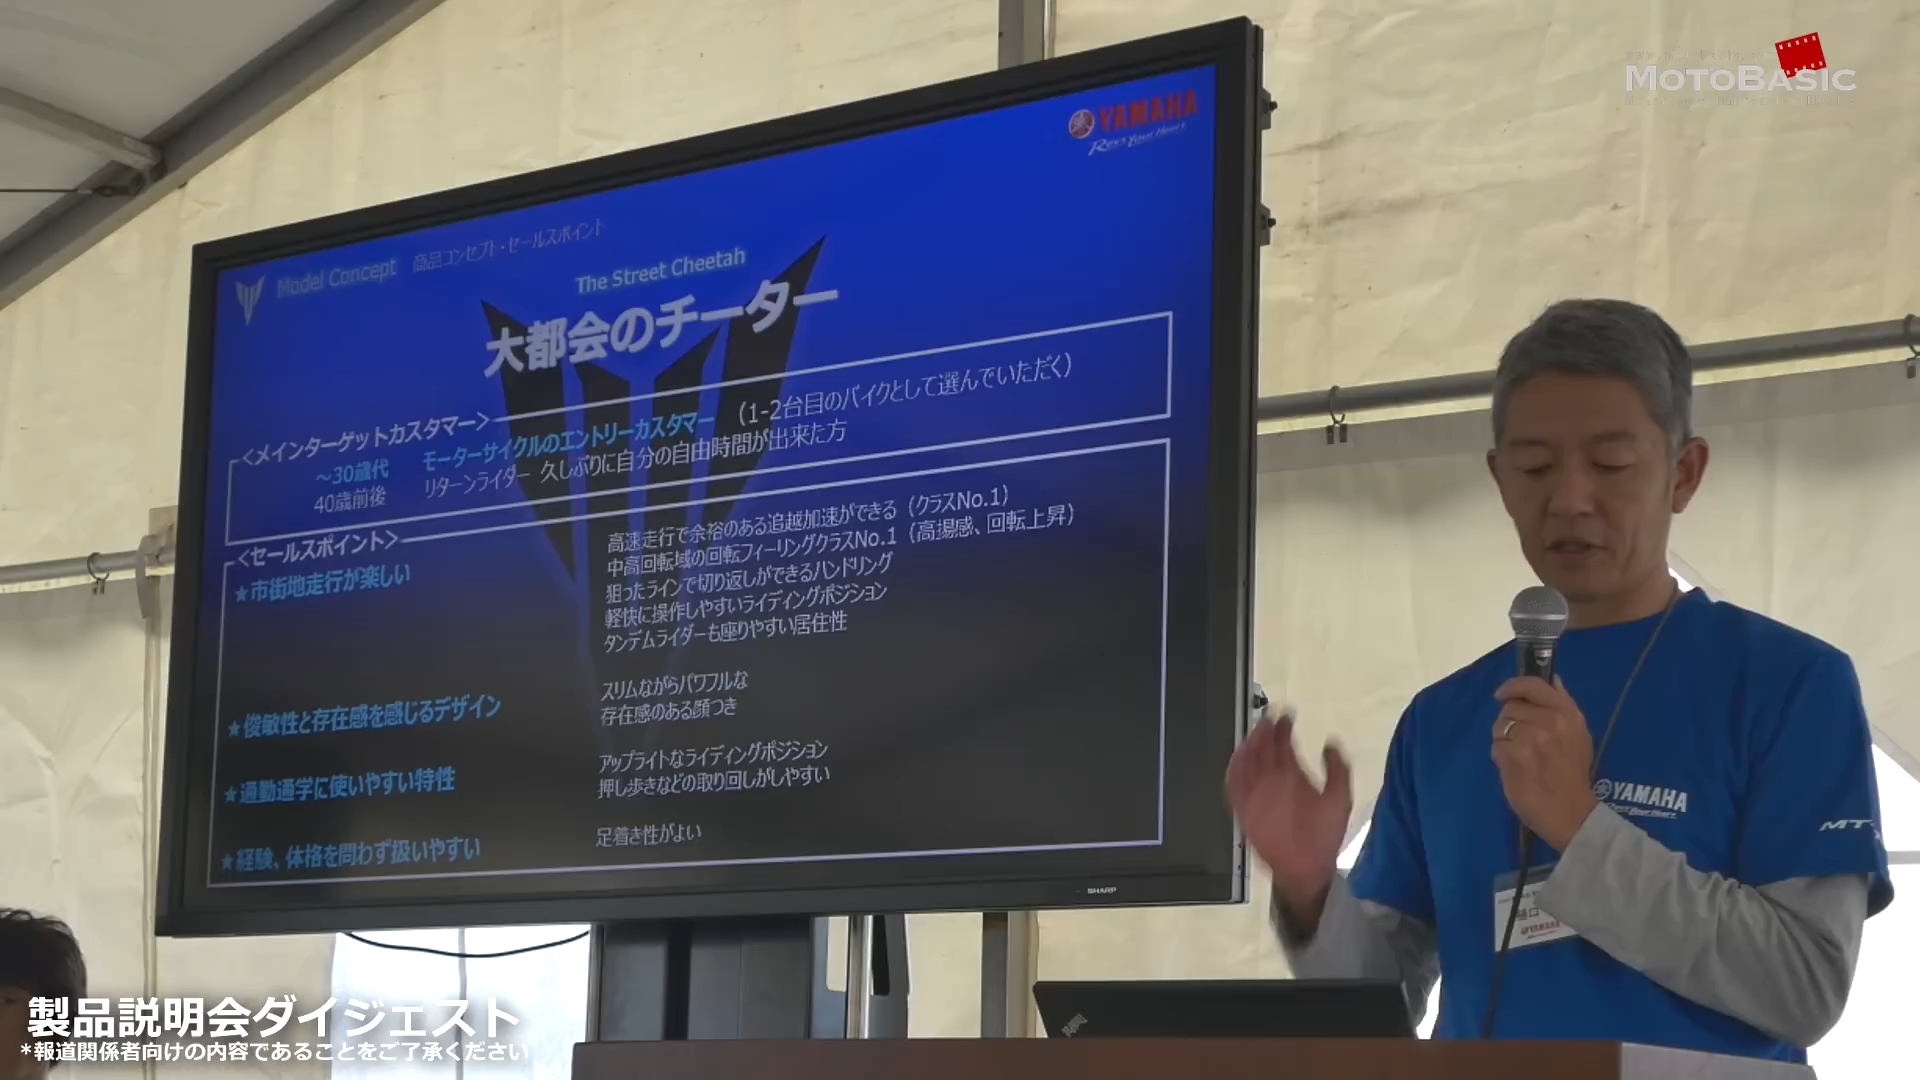 MOTOBASIC
YAMAHA
Revs Your Heart
Model Concept 商品コンセプト・セールスポイント
The Street Cheetah
大都会のチーター
<メインターゲットカスタマー>
～30歳代 モーターサイクルのエントリーカスタマー （1-2台目のバイクとして選んでいただく）
40歳前後 リターンライダー 久しぶりに自分の自由時間が出来た方
<セールスポイント>
★市街地走行が楽しい
高速走行で余裕のある追越加速ができる（クラスNo.1）
中高回転域の回転フィーリングクラスNo.1（高揚感、回転上昇）
狙ったラインで切り返しができるハンドリング
軽快に操作しやすいライディングポジション
タンデムライダーも座りやすい居住性
★俊敏性と存在感を感じるデザイン
スリムながらパワフルな
存在感のある顔つき
★通勤通学に使いやすい特性
アップライトなライディングポジション
押し歩きなどの取り回しがしやすい
★経験、体格を問わず扱いやすい
足着き性がよい
SHARP
YAMAHA
Revs Your Heart
MT-
樋口
YAMAHA
製品説明会ダイジェスト
*報道関係者向けの内容であることをご了承ください